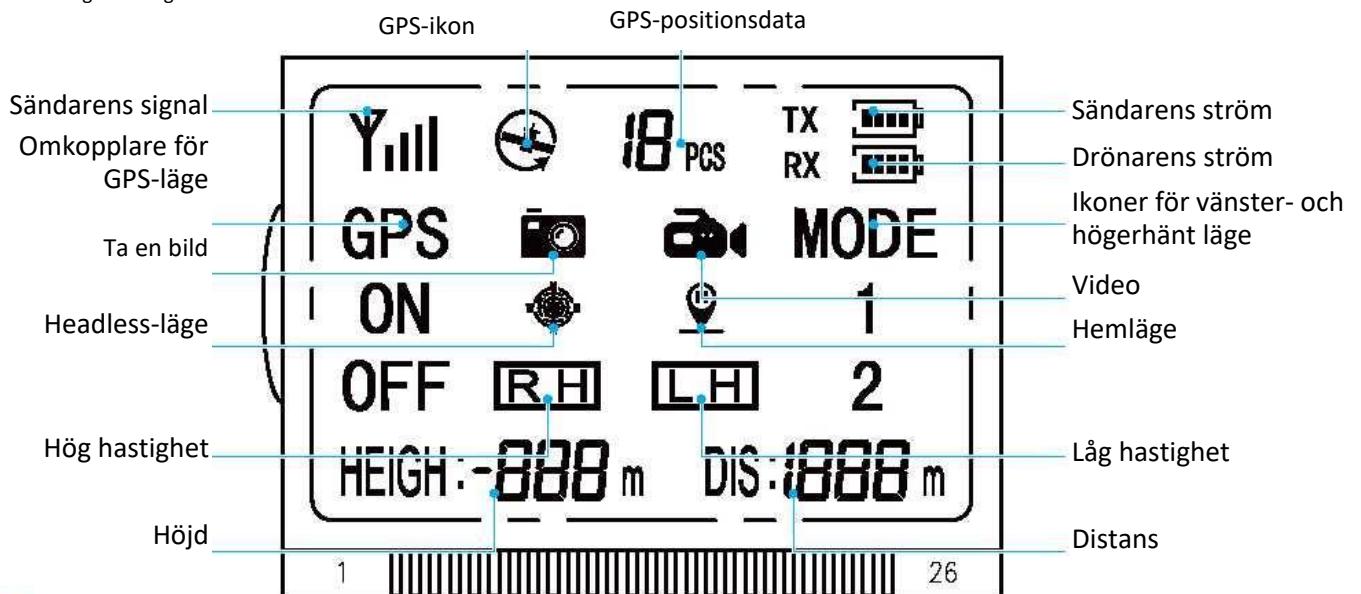 GPS-ikon
GPS-positionsdata
Sändarens signal
Omkopplare för
GPS-läge
Ta en bild
Headless-läge
Hög hastighet
Höjd
TX
18 PCS
RX
GPS
MODE
ON
1
OFF
RH
LH
2
HEIGH:-888 m
DIS:1888 m
1
26
Sändarens ström
Drönarens ström
Ikoner för vänster- och
högerhänt läge
Video
Hemläge
Låg hastighet
Distans